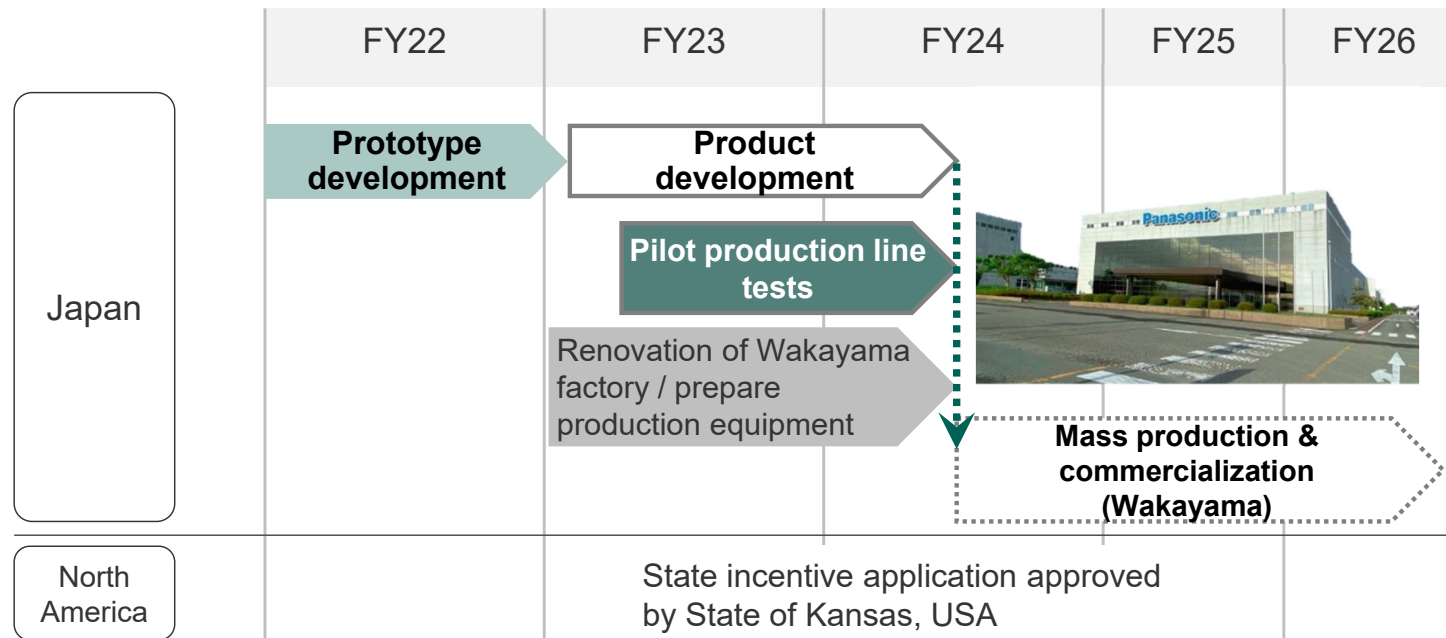 FY22
FY23
FY24
FY25
FY26
Japan
Prototype
development
Product
development
Pilot production line
tests
Renovation of Wakayama
factory / prepare
production equipment
Panasonic
Mass production &
commercialization
(Wakayama)
North
America
State incentive application approved
by State of Kansas, USA